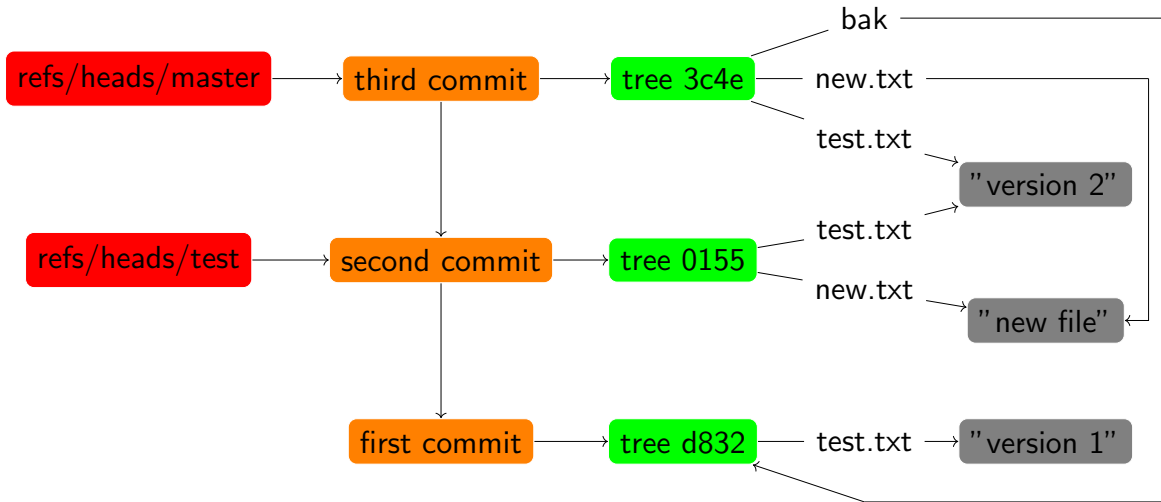 bak
refs/heads/master
third commit
tree 3c4e
new.txt
test.txt
"version 2"
refs/heads/test
second commit
tree 0155
test.txt
new.txt
"new file"
first commit
tree d832
test.txt
"version 1"